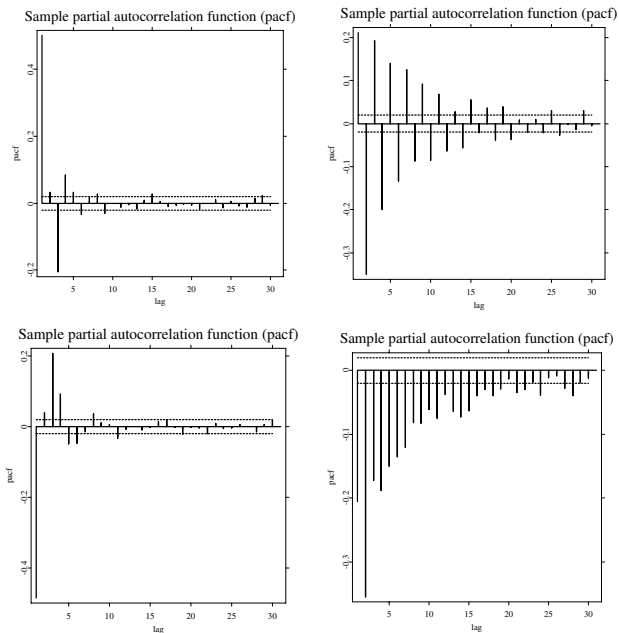 Sample partial autocorrelation function (pacf)
pacf
0,4
0,2
0
-0,2
5 10 15 20 25 30
lag
Sample partial autocorrelation function (pacf)
pacf
0,2
0,1
0
-0,1
-0,2
-0,3
5 10 15 20 25 30
lag
Sample partial autocorrelation function (pacf)
pacf
0,2
0
-0,2
-0,4
5 10 15 20 25 30
lag
Sample partial autocorrelation function (pacf)
pacf
0
-0,1
-0,2
-0,3
5 10 15 20 25 30
lag